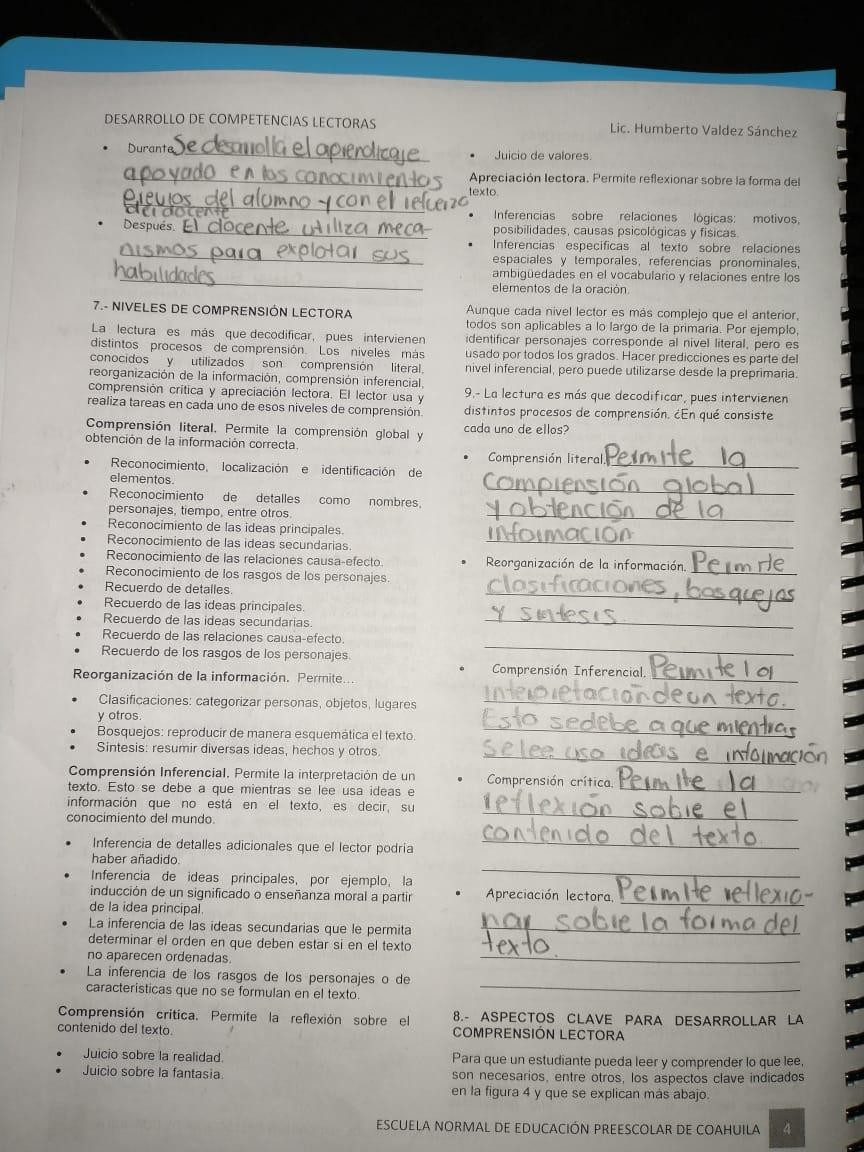 DESARROLLO DE COMPETENCIAS LECTORAS
Lic. Humberto Valdez Sánchez
• Durante Se desarrolla el aprendizaje
apoyado en los conocimientos
previos del alumno y con el refuerzo
del docente
• Después. El docente utiliza meca-
nismos para explotar sus
habilidades
7.- NIVELES DE COMPRENSIÓN LECTORA
La lectura es más que decodificar, pues intervienen
distintos procesos de comprensión. Los niveles más
conocidos y utilizados son comprensión literal,
reorganización de la información, comprensión inferencial,
comprensión crítica y apreciación lectora. El lector usa y
realiza tareas en cada uno de esos niveles de comprensión.
Comprensión literal. Permite la comprensión global y
obtención de la información correcta.
• Reconocimiento, localización e identificación de
elementos.
• Reconocimiento de detalles como nombres,
personajes, tiempo, entre otros.
• Reconocimiento de las ideas principales.
• Reconocimiento de las ideas secundarias.
• Reconocimiento de las relaciones causa-efecto.
• Reconocimiento de los rasgos de los personajes.
• Recuerdo de detalles.
• Recuerdo de las ideas principales.
• Recuerdo de las ideas secundarias.
• Recuerdo de las relaciones causa-efecto.
• Recuerdo de los rasgos de los personajes.
Reorganización de la información. Permite...
• Clasificaciones: categorizar personas, objetos, lugares
y otros.
• Bosquejos: reproducir de manera esquemática el texto.
• Síntesis: resumir diversas ideas, hechos y otros.
Comprensión Inferencial. Permite la interpretación de un
texto. Esto se debe a que mientras se lee usa ideas e
información que no está en el texto, es decir, su
conocimiento del mundo.
• Inferencia de detalles adicionales que el lector podría
haber añadido.
• Inferencia de ideas principales, por ejemplo, la
inducción de un significado o enseñanza moral a partir
de la idea principal.
• La inferencia de las ideas secundarias que le permita
determinar el orden en que deben estar si en el texto
no aparecen ordenadas.
• La inferencia de los rasgos de los personajes o de
características que no se formulan en el texto.
Comprensión crítica. Permite la reflexión sobre el
contenido del texto.
• Juicio sobre la realidad.
• Juicio sobre la fantasía.
• Juicio de valores.
Apreciación lectora. Permite reflexionar sobre la forma del
texto.
• Inferencias sobre relaciones lógicas: motivos,
posibilidades, causas psicológicas y físicas.
• Inferencias específicas al texto sobre relaciones
espaciales y temporales, referencias pronominales,
ambigüedades en el vocabulario y relaciones entre los
elementos de la oración.
Aunque cada nivel lector es más complejo que el anterior,
todos son aplicables a lo largo de la primaria. Por ejemplo,
identificar personajes corresponde al nivel literal, pero es
usado por todos los grados. Hacer predicciones es parte del
nivel inferencial, pero puede utilizarse desde la preprimaria.
9.- La lectura es más que decodificar, pues intervienen
distintos procesos de comprensión. ¿En qué consiste
cada uno de ellos?
• Comprensión literal. Permite la
comprensión global
y obtención de la
información
• Reorganización de la información. Permite
clasificaciones, bosquejos
y sintesis.
• Comprensión Inferencial. Permite la
interpretación de un texto.
Esto se debe a que mientras
se lee usa ideas e información
• Comprensión crítica. Permite la
reflexión sobre el
contenido del texto.
• Apreciación lectora. Permite reflexio-
nar sobre la forma del
texto.
8.- ASPECTOS CLAVE PARA DESARROLLAR LA
COMPRENSIÓN LECTORA
Para que un estudiante pueda leer y comprender lo que lee,
son necesarios, entre otros, los aspectos clave indicados
en la figura 4 y que se explican más abajo.
ESCUELA NORMAL DE EDUCACIÓN PREESCOLAR DE COAHUILA 4